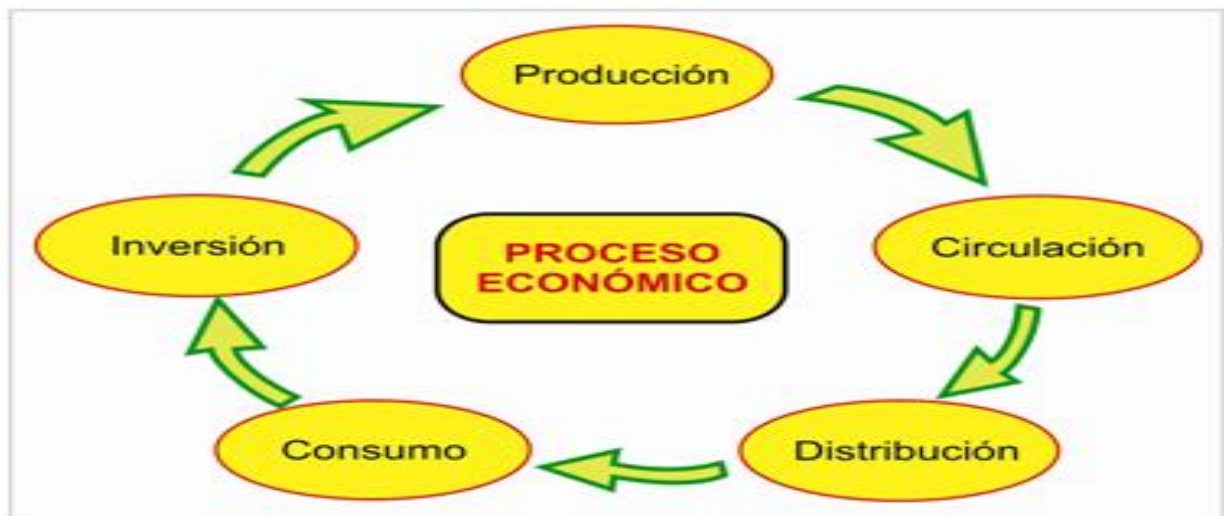 Producción
Inversión
PROCESO
ECONÓMICO
Circulación
Consumo
Distribución